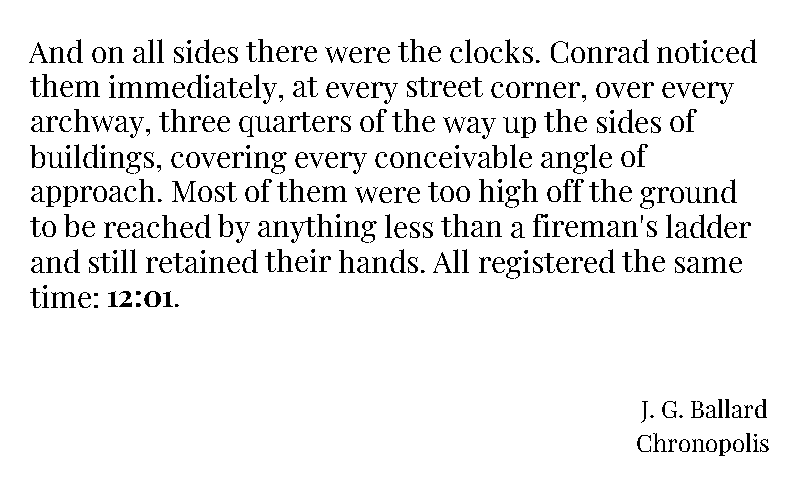 And on all sides there were the clocks. Conrad noticed
them immediately, at every street corner, over every
archway, three quarters of the way up the sides of
buildings, covering every conceivable angle of
approach. Most of them were too high off the ground
to be reached by anything less than a fireman's ladder
and still retained their hands. All registered the same
time: 12:01.
J. G. Ballard
Chronopolis